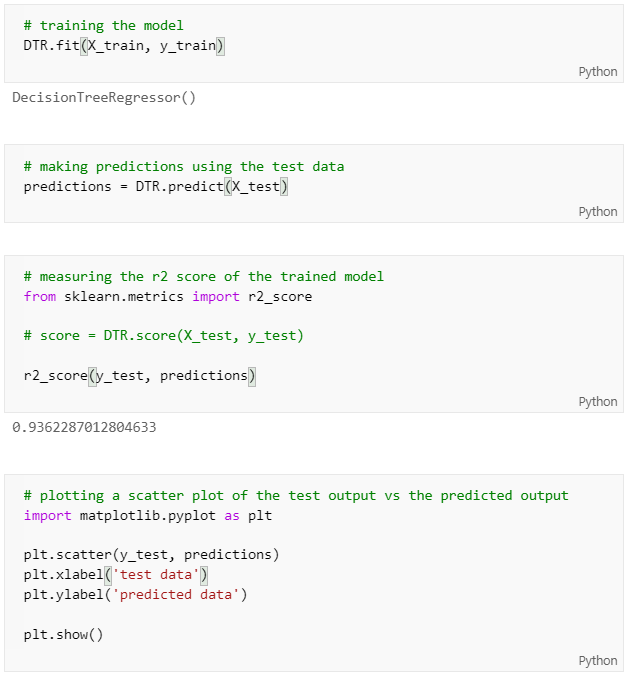 # training the model
DTR.fit(X_train, y_train)
Python
DecisionTreeRegressor()
# making predictions using the test data
predictions = DTR.predict(X_test)
Python
# measuring the r2 score of the trained model
from sklearn.metrics import r2_score
# score = DTR.score(X_test, y_test)
r2_score(y_test, predictions)
Python
0.9362287012804633
# plotting a scatter plot of the test output vs the predicted output
import matplotlib.pyplot as plt
plt.scatter(y_test, predictions)
plt.xlabel('test data')
plt.ylabel('predicted data')
plt.show()
Python